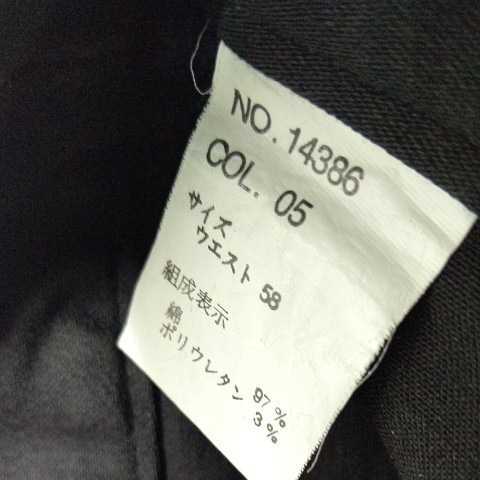 NO. 14386
COL. 05
サイズ
ウエスト 58
組成表示
綿 97%
ポリウレタン 3%